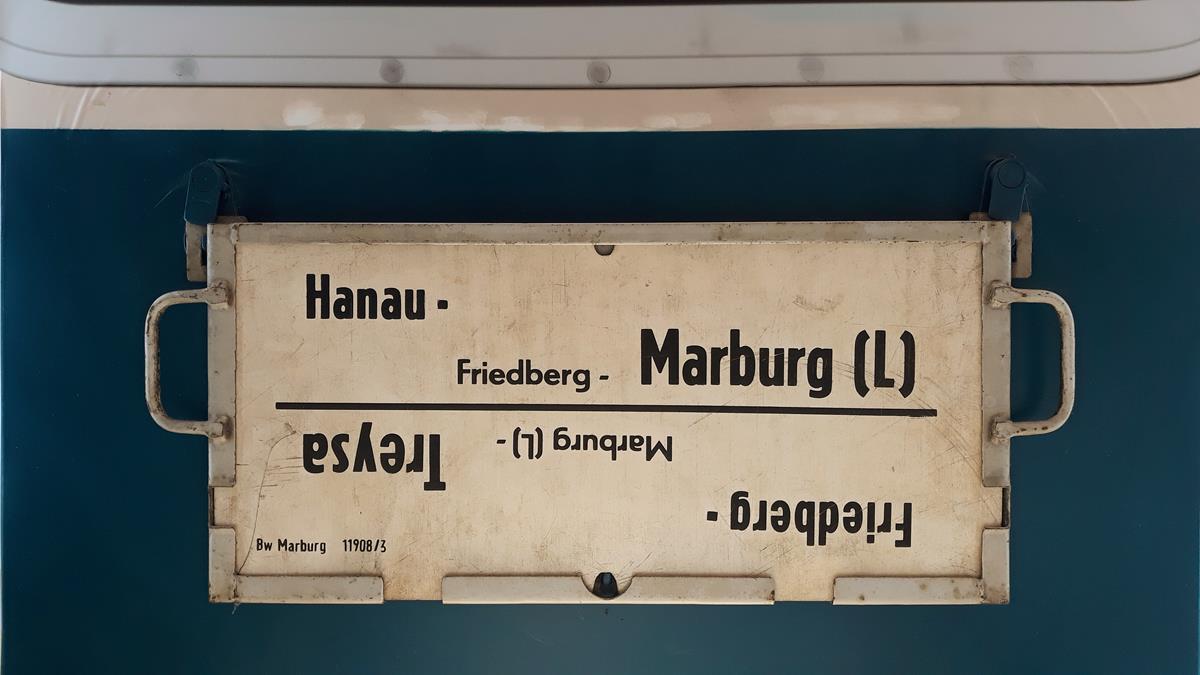 Hanau -
Friedberg - Marburg (L)
Friedberg -
Marburg (L) -
Treysa
Bw Marburg 11908/3